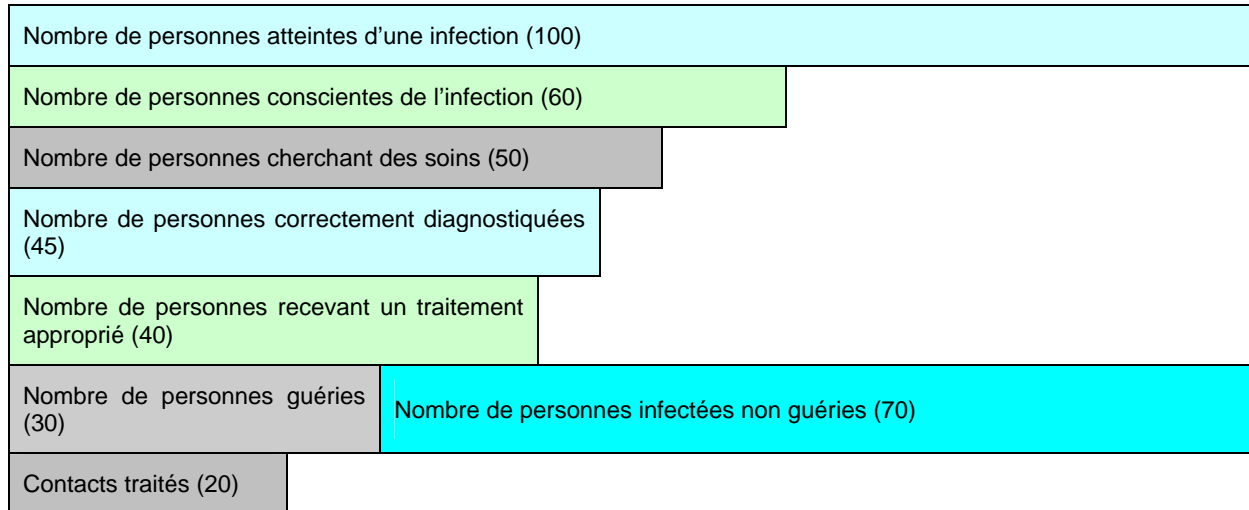 Nombre de personnes atteintes d’une infection (100)
Nombre de personnes conscientes de l’infection (60)
Nombre de personnes cherchant des soins (50)
Nombre de personnes correctement diagnostiquées
(45)
Nombre de personnes recevant un traitement
approprié (40)
Nombre de personnes guéries
(30)
Nombre de personnes infectées non guéries (70)
Contacts traités (20)